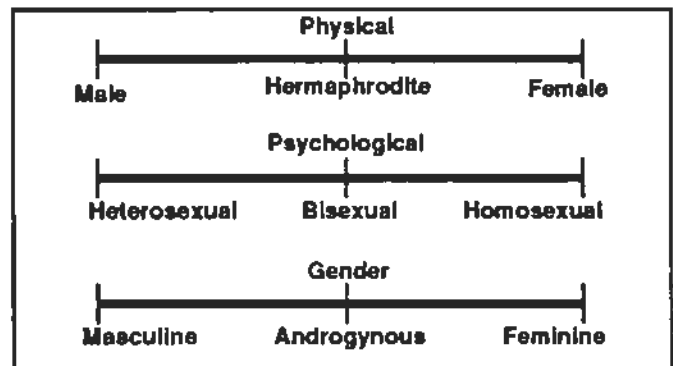 Physical
Male Hermaphrodite Female
Psychological
Heterosexual Bisexual Homosexual
Gender
Masculine Androgynous Feminine